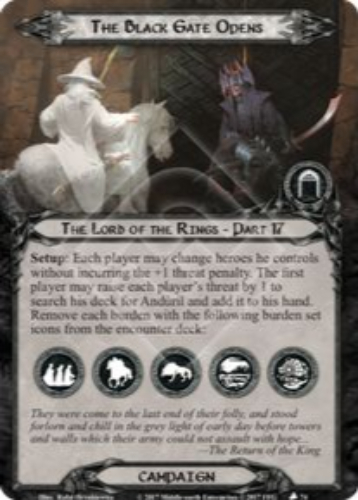 The Black Gate Opens
The Lord of the Rings - Part 17
Setup: Each player may change heroes he controls
without incurring the +1 threat penalty. The first
player may raise each player's threat by 1 to
search his deck for Andúril and add it to his hand.
Remove each burden with the following burden set
icons from the encounter deck:
They were come to the last end of their folly, and stood
forlorn and chill in the grey light of early day before towers
and walls which their army could not assault with hope...
—The Return of the King
Campaign